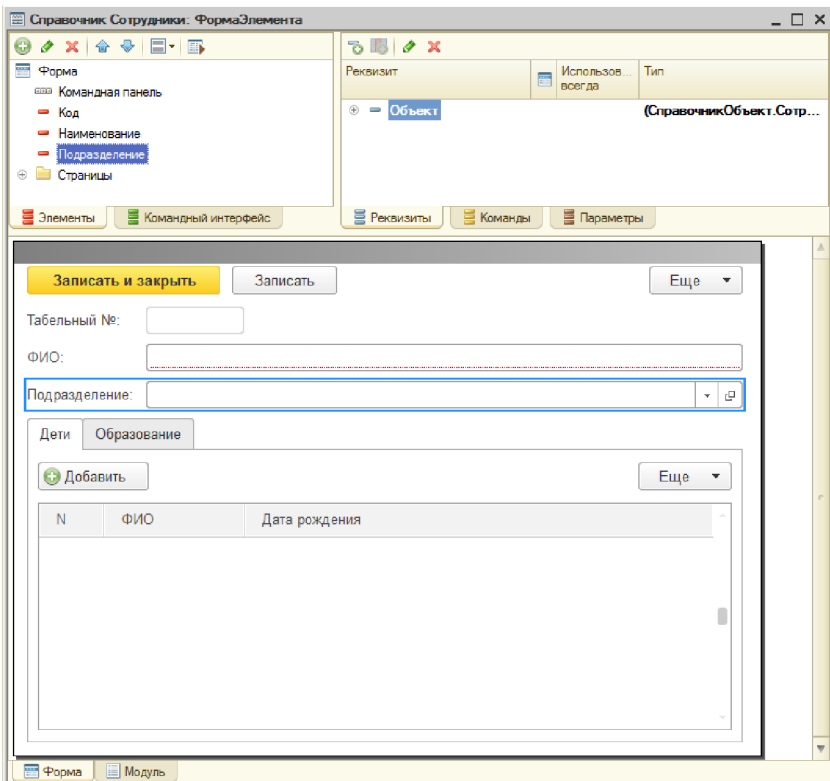 Справочник Сотрудники: ФормаЭлемента
Форма
Командная панель
Код
Наименование
Подразделение
Страницы
Элементы
Командный интерфейс
Реквизит
Использов...
всегда
Тип
Объект
(СправочникОбъект.Сотр...
Реквизиты
Команды
Параметры
Записать и закрыть
Записать
Еще
Табельный №:
ФИО:
Подразделение:
Дети
Образование
Добавить
Еще
N
ФИО
Дата рождения
Форма
Модуль